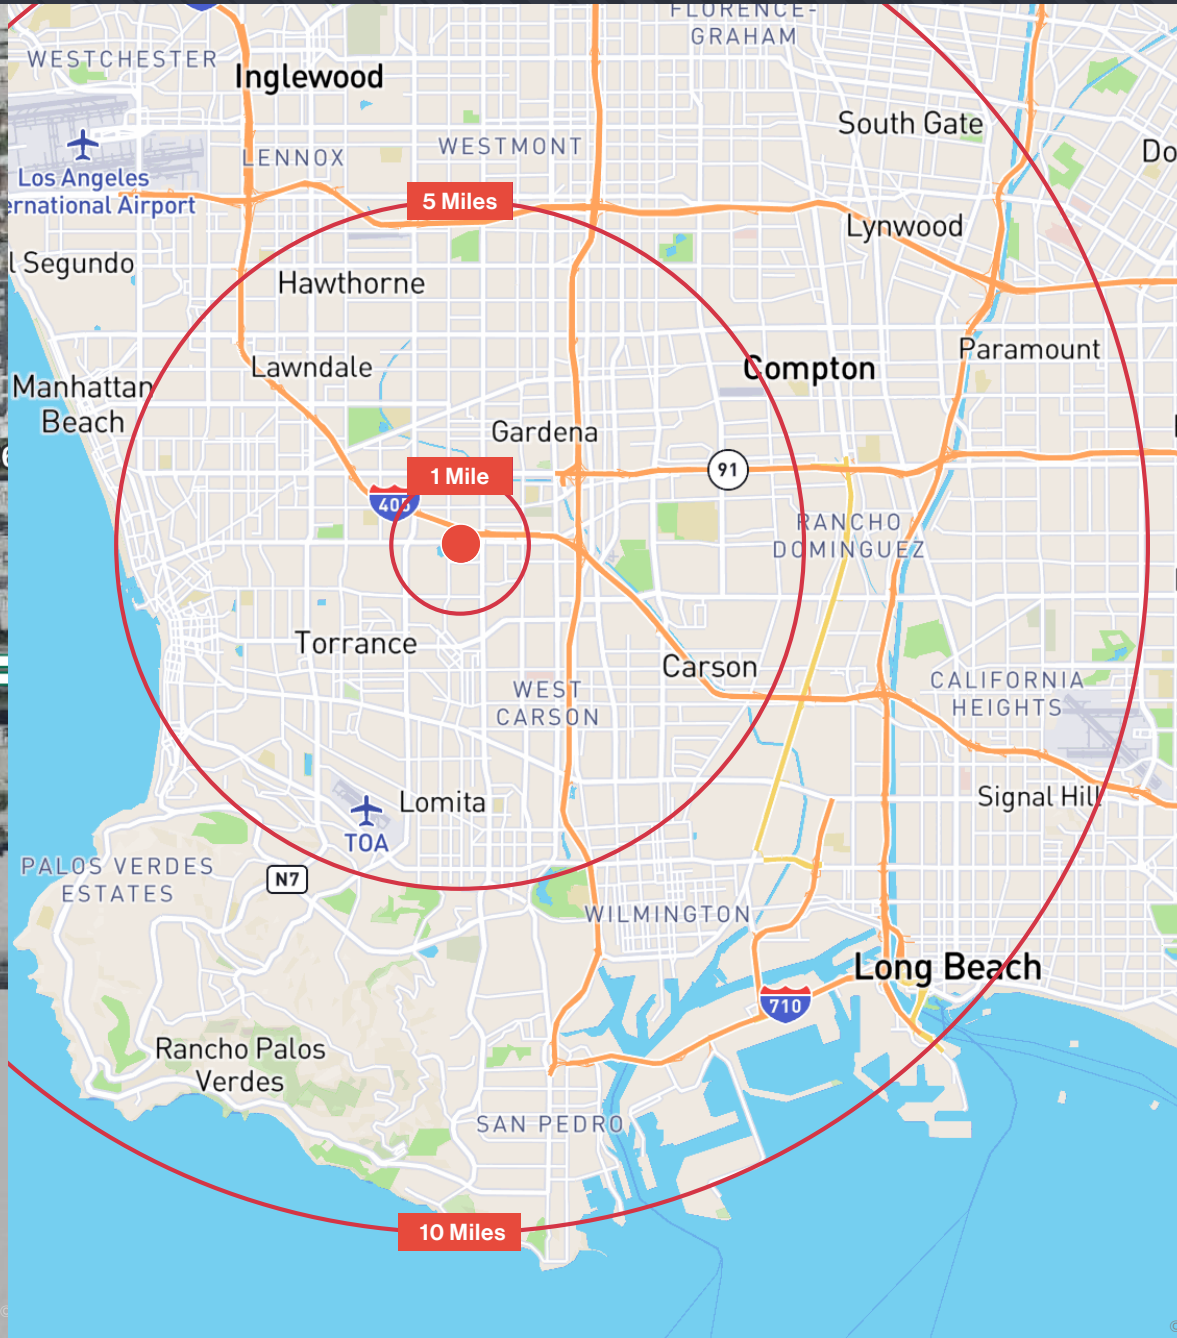 FLORENCE-
GRAHAM
WESTCHESTER
Inglewood
South Gate
WESTMONT
LENNOX
Do
Los Angeles
ernational Airport
5 Miles
Lynwood
l Segundo
Hawthorne
Paramount
Lawndale
Compton
Manhattan
Beach
Gardena
91
1 Mile
405
RANCHO
DOMINGUEZ
Torrance
Carson
CALIFORNIA
HEIGHTS
WEST
CARSON
Signal Hill
Lomita
TOA
PALOS VERDES
ESTATES
N7
WILMINGTON
Long Beach
710
Rancho Palos
Verdes
SAN PEDRO
10 Miles